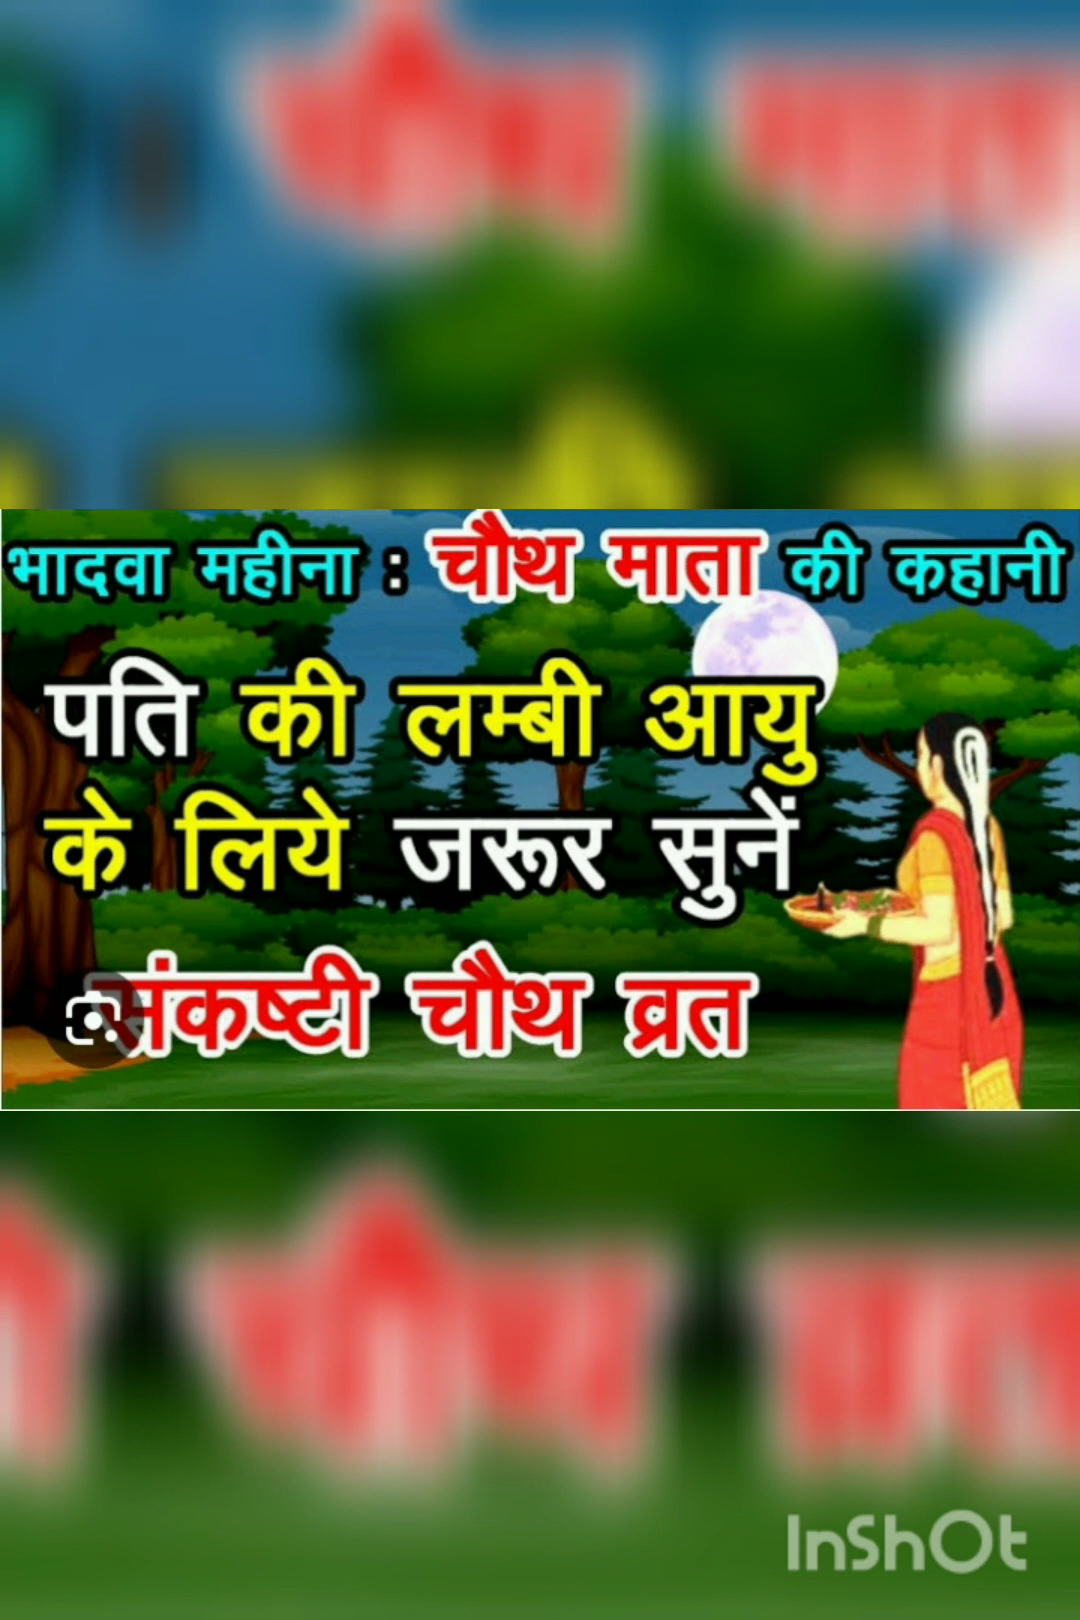 भादवा महीना : चौथ माता की कहानी
पति की लम्बी आयु
के लिये जरूर सुनें
संकष्टी चौथ व्रत
InShOt